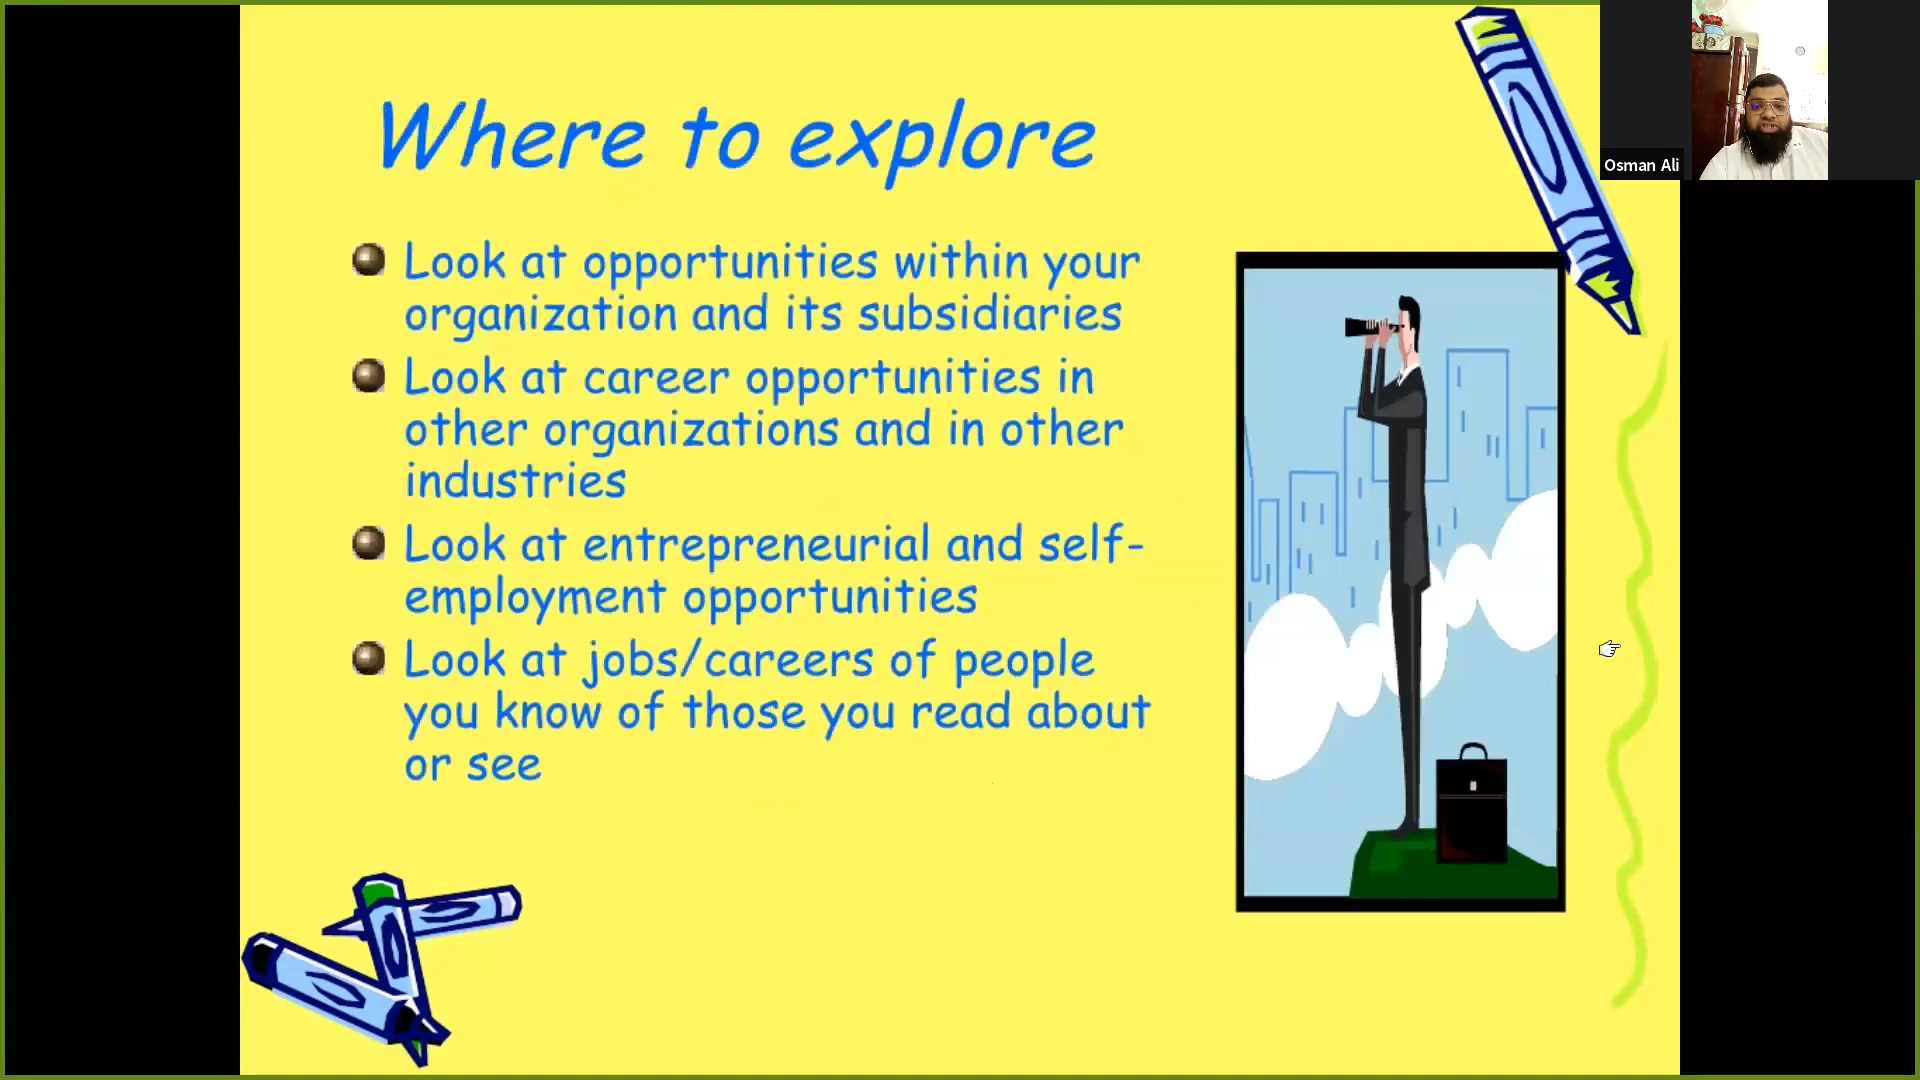 Where to explore
Look at opportunities within your
organization and its subsidiaries
Look at career opportunities in
other organizations and in other
industries
Look at entrepreneurial and self-
employment opportunities
Look at jobs/careers of people
you know of those you read about
or see
Osman Ali